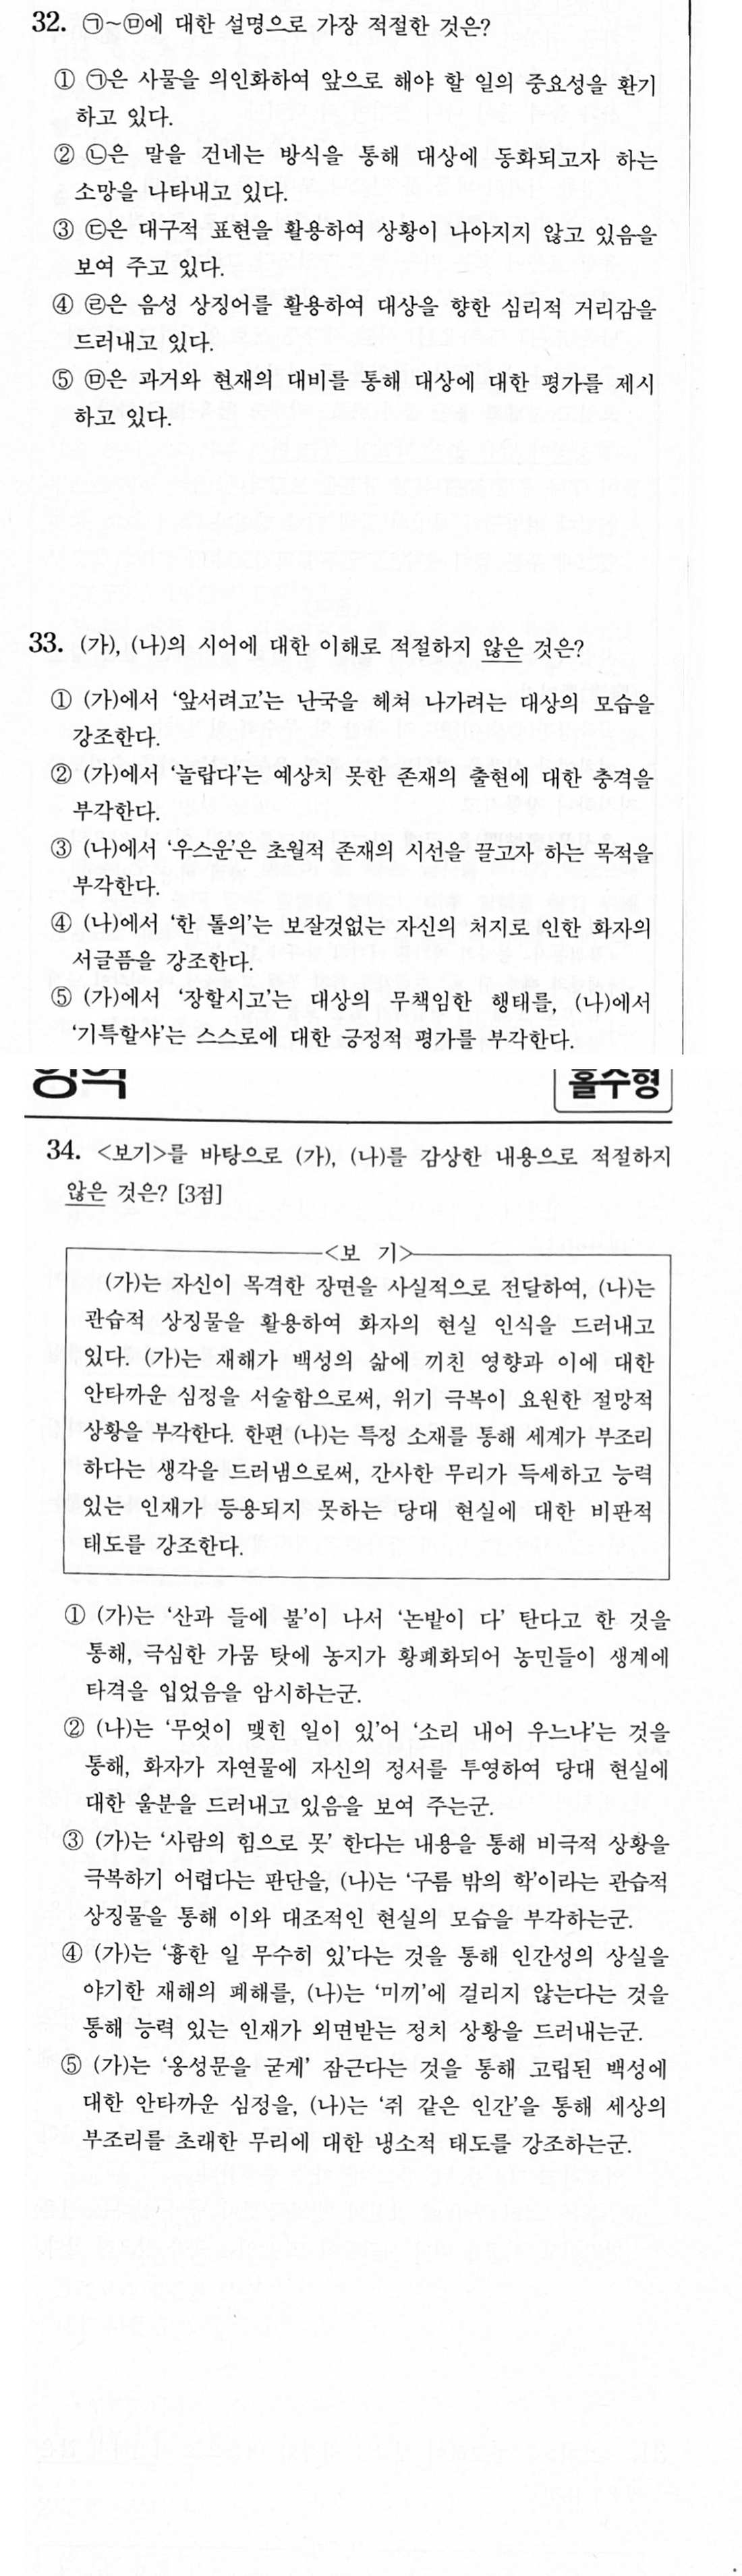 32. ㉠~㉤에 대한 설명으로 가장 적절한 것은?
① ㉠은 사물을 의인화하여 앞으로 해야 할 일의 중요성을 환기
하고 있다.
② ㉡은 말을 건네는 방식을 통해 대상에 동화되고자 하는
소망을 나타내고 있다.
③ ㉢은 대구적 표현을 활용하여 상황이 나아지지 않고 있음을
보여 주고 있다.
④ ㉣은 음성 상징어를 활용하여 대상을 향한 심리적 거리감을
드러내고 있다.
⑤ ㉤은 과거와 현재의 대비를 통해 대상에 대한 평가를 제시
하고 있다.
33. (가), (나)의 시어에 대한 이해로 적절하지 않은 것은?
① (가)에서 ‘앞서려고’는 난국을 헤쳐 나가려는 대상의 모습을
강조한다.
② (가)에서 ‘놀랍다’는 예상치 못한 존재의 출현에 대한 충격을
부각한다.
③ (나)에서 ‘우스운’은 초월적 존재의 시선을 끌고자 하는 목적을
부각한다.
④ (나)에서 ‘한 톨의’는 보잘것없는 자신의 처지로 인한 화자의
서글픔을 강조한다.
⑤ (가)에서 ‘장할시고’는 대상의 무책임한 행태를, (나)에서
‘기특할샤’는 스스로에 대한 긍정적 평가를 부각한다.
영역
홀수형
34. <보기>를 바탕으로 (가), (나)를 감상한 내용으로 적절하지
않은 것은? [3점]
<보 기>
(가)는 자신이 목격한 장면을 사실적으로 전달하여, (나)는
관습적 상징물을 활용하여 화자의 현실 인식을 드러내고
있다. (가)는 재해가 백성의 삶에 끼친 영향과 이에 대한
안타까운 심정을 서술함으로써, 위기 극복이 요원한 절망적
상황을 부각한다. 한편 (나)는 특정 소재를 통해 세계가 부조리
하다는 생각을 드러냄으로써, 간사한 무리가 득세하고 능력
있는 인재가 등용되지 못하는 당대 현실에 대한 비판적
태도를 강조한다.
① (가)는 ‘산과 들에 불’이 나서 ‘논밭이 다’ 탄다고 한 것을
통해, 극심한 가뭄 탓에 농지가 황폐화되어 농민들이 생계에
타격을 입었음을 암시하는군.
② (나)는 ‘무엇이 맺힌 일이 있’어 ‘소리 내어 우느냐’는 것을
통해, 화자가 자연물에 자신의 정서를 투영하여 당대 현실에
대한 울분을 드러내고 있음을 보여 주는군.
③ (가)는 ‘사람의 힘으로 못’ 한다는 내용을 통해 비극적 상황을
극복하기 어렵다는 판단을, (나)는 ‘구름 밖의 학’이라는 관습적
상징물을 통해 이와 대조적인 현실의 모습을 부각하는군.
④ (가)는 ‘흉한 일 무수히 있’다는 것을 통해 인간성의 상실을
야기한 재해의 폐해를, (나)는 ‘미끼’에 걸리지 않는다는 것을
통해 능력 있는 인재가 외면받는 정치 상황을 드러내는군.
⑤ (가)는 ‘옹성문을 굳게’ 잠근다는 것을 통해 고립된 백성에
대한 안타까운 심정을, (나)는 ‘쥐 같은 인간’을 통해 세상의
부조리를 초래한 무리에 대한 냉소적 태도를 강조하는군.